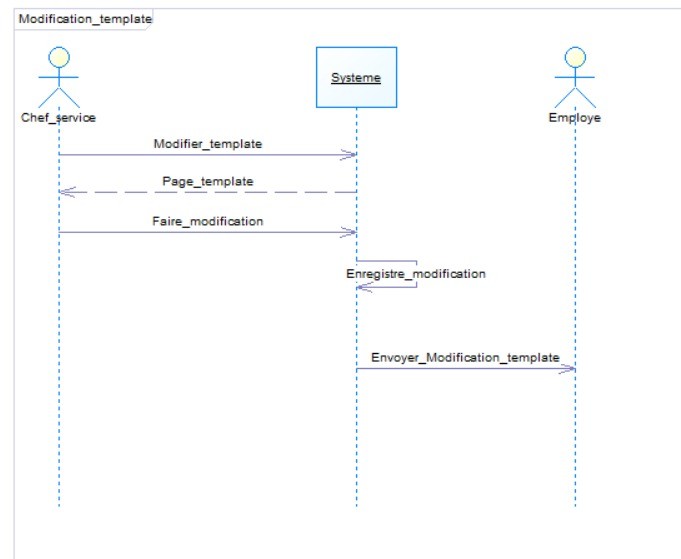 Modification_template
Systeme
Chef_service
Employe
Modifier_template
Page_template
Faire_modification
Enregistre_modification
Envoyer_Modification_template